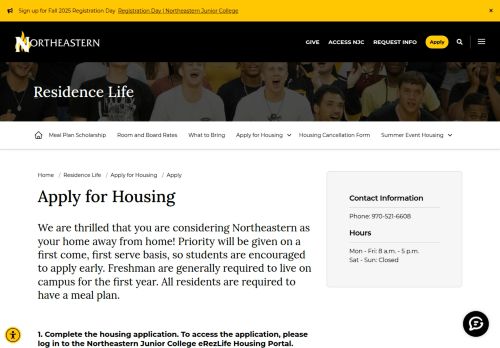 Sign up for Fall 2025 Registration Day Registration Day | Northeastern Junior College ×
NORTHEASTERN GIVE ACCESS NJC REQUEST INFO Apply
Residence Life
Meal Plan Scholarship Room and Board Rates What to Bring Apply for Housing Housing Cancellation Form Summer Event Housing
Home / Residence Life / Apply for Housing / Apply
Apply for Housing
We are thrilled that you are considering Northeastern as
your home away from home! Priority will be given on a
first come, first serve basis, so students are encouraged
to apply early. Freshman are generally required to live on
campus for the first year. All residents are required to
have a meal plan.
1. Complete the housing application. To access the application, please
log in to the Northeastern Junior College eRezLife Housing Portal.
Contact Information
Phone: 970-521-6608
Hours
Mon - Fri: 8 a.m. - 5 p.m.
Sat - Sun: Closed